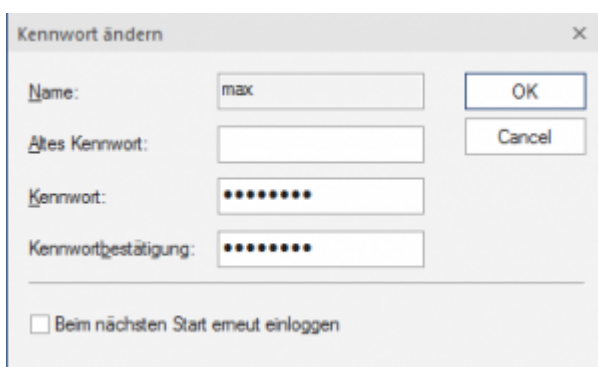 Kennwort ändern
Name: max OK
Altes Kennwort: Cancel
Kennwort: ●●●●●●●●
Kennwortbestätigung: ●●●●●●●●
Beim nächsten Start erneut einloggen